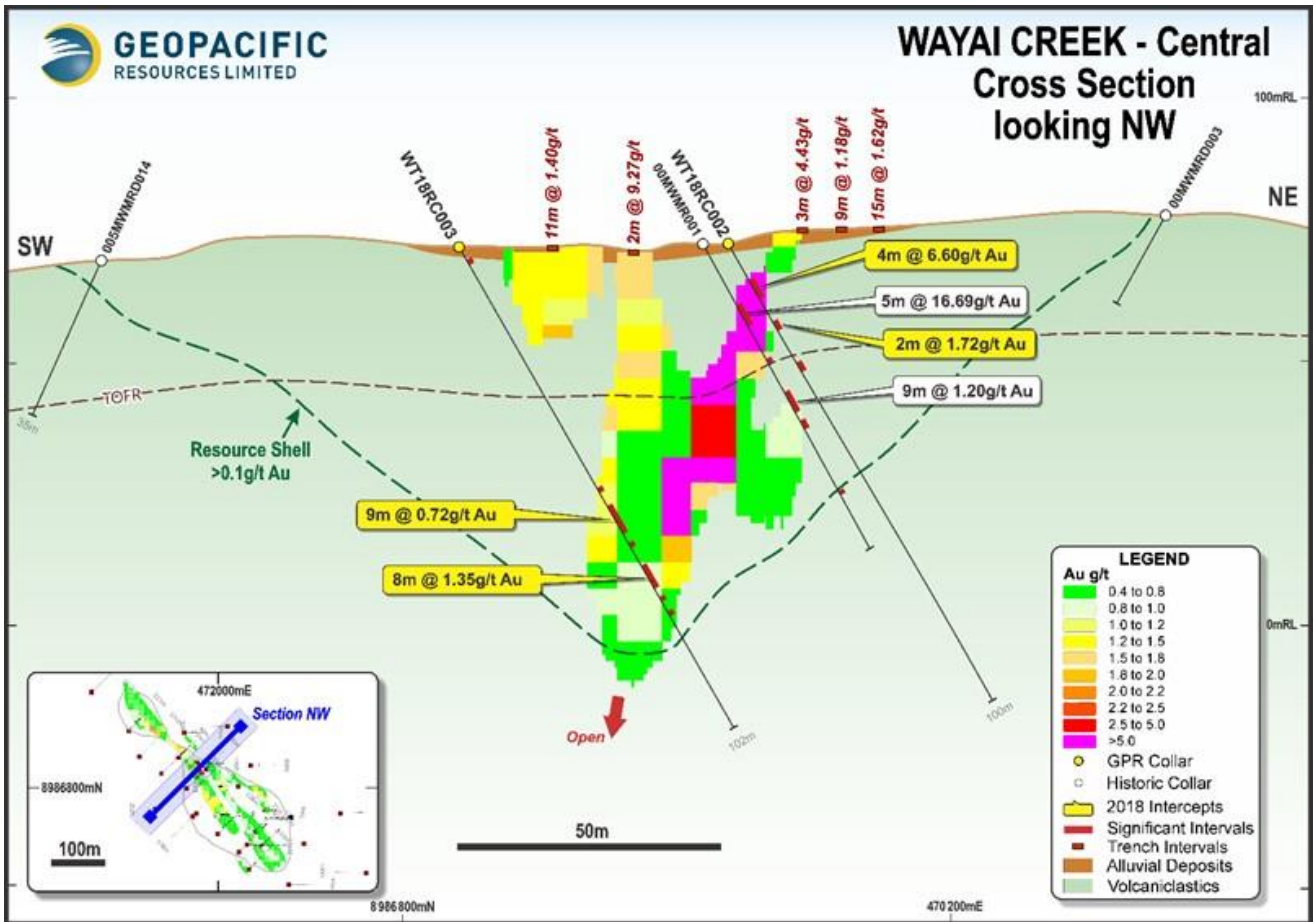 GEOPACIFIC
RESOURCES LIMITED
WAYAI CREEK - Central
Cross Section
looking NW
100mRL
SW
NE
005MWMRD014
WT18RC003
11m @ 1.40g/t
2m @ 9.27g/t
00MWMR001
WT18RC002
3m @ 4.43g/t
9m @ 1.18g/t
15m @ 1.62g/t
00MWMRD003
4m @ 6.60g/t Au
5m @ 16.69g/t Au
2m @ 1.72g/t Au
9m @ 1.20g/t Au
TOFR
35m
Resource Shell
>0.1g/t Au
9m @ 0.72g/t Au
8m @ 1.35g/t Au
Open
102m
100m
0mRL
LEGEND
Au g/t
0.4 to 0.8
0.8 to 1.0
1.0 to 1.2
1.2 to 1.5
1.5 to 1.8
1.8 to 2.0
2.0 to 2.2
2.2 to 2.5
2.5 to 5.0
>5.0
GPR Collar
Historic Collar
2018 Intercepts
Significant Intervals
Trench Intervals
Alluvial Deposits
Volcaniclastics
472000mE
Section NW
8986800mN
100m
50m
8986800mN
470200mE